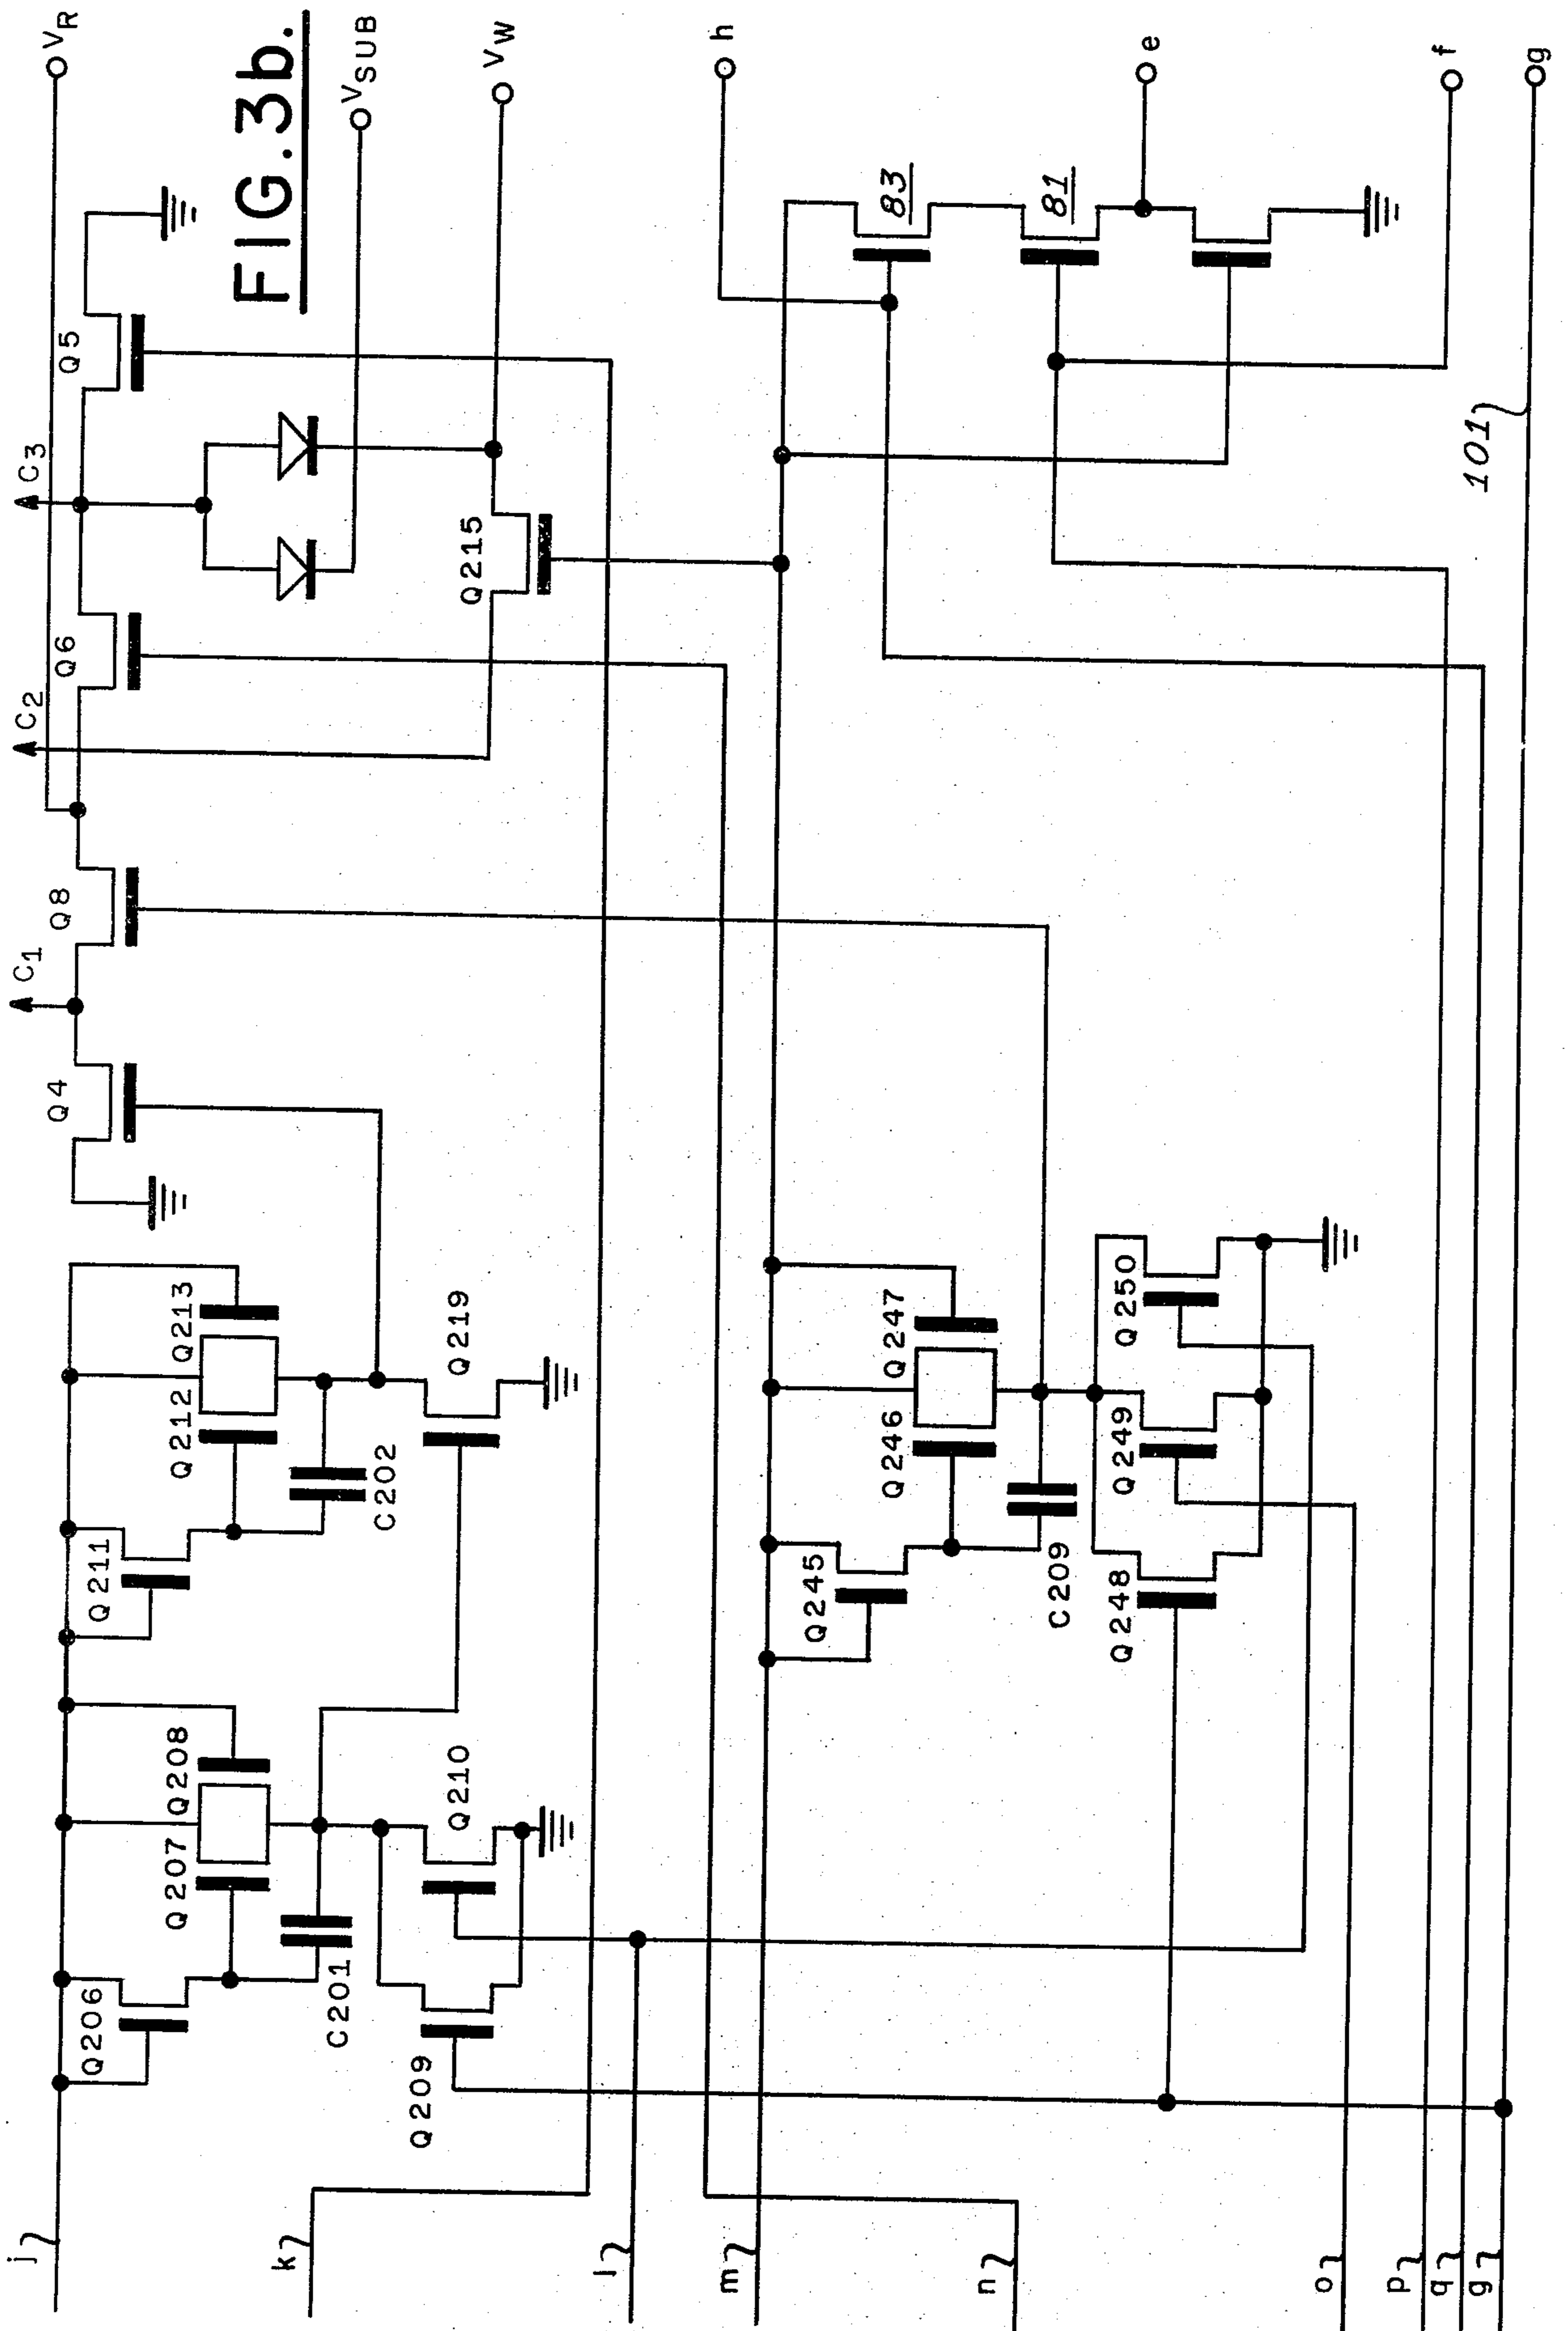 FIG.3b.
VR
VSUB
VW
h
e
f
g
C1
C2
C3
Q4
Q8
Q6
Q5
Q215
83
81
101
j
k
l
m
n
o
p
q
g
Q206
Q207
Q208
C201
Q209
Q210
Q211
Q212
Q213
C202
Q219
Q245
Q246
Q247
C209
Q248
Q249
Q250